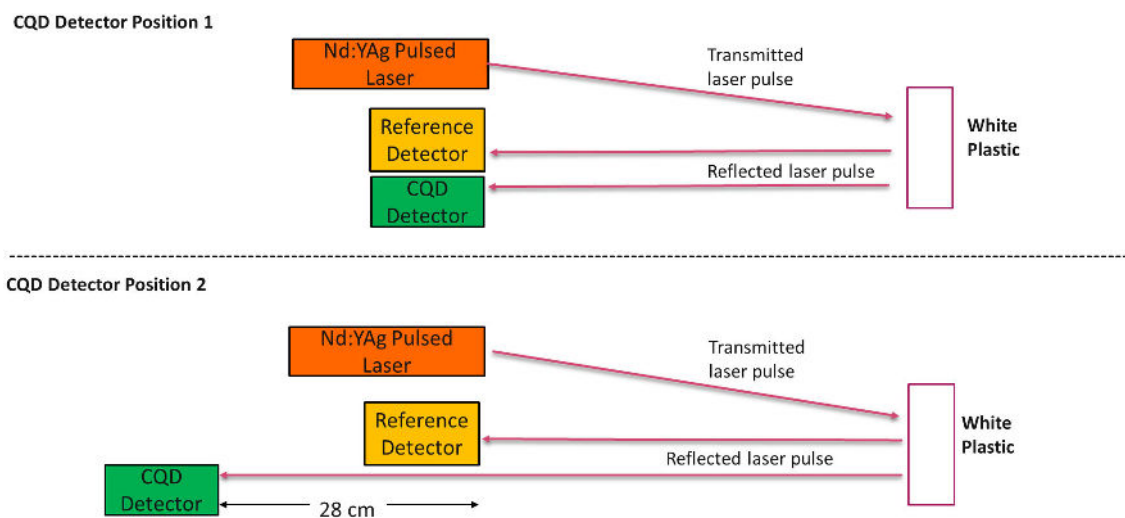 CQD Detector Position 1
Nd:YAg Pulsed
Laser
Transmitted
laser pulse
Reference
Detector
White
Plastic
Reflected laser pulse
CQD
Detector
CQD Detector Position 2
Nd:YAg Pulsed
Laser
Transmitted
laser pulse
Reference
Detector
White
Plastic
Reflected laser pulse
CQD
Detector
28 cm